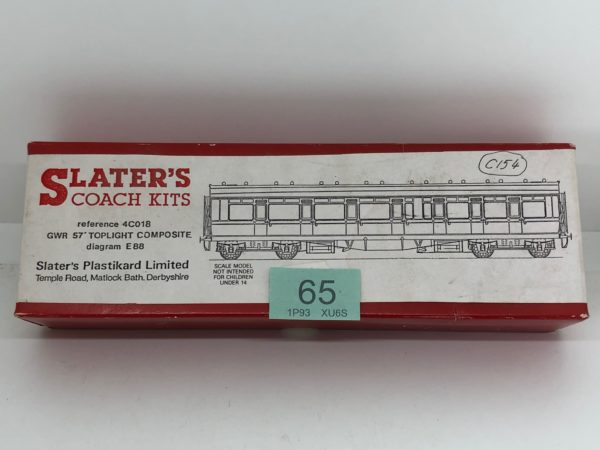 SLATER'S
COACH KITS
reference 4C018
GWR 57' TOPLIGHT COMPOSITE
diagram E88
Slater's Plastikard Limited
Temple Road, Matlock Bath, Derbyshire
C154
SCALE MODEL
NOT INTENDED
FOR CHILDREN
UNDER 14
65
1P93 XU6S